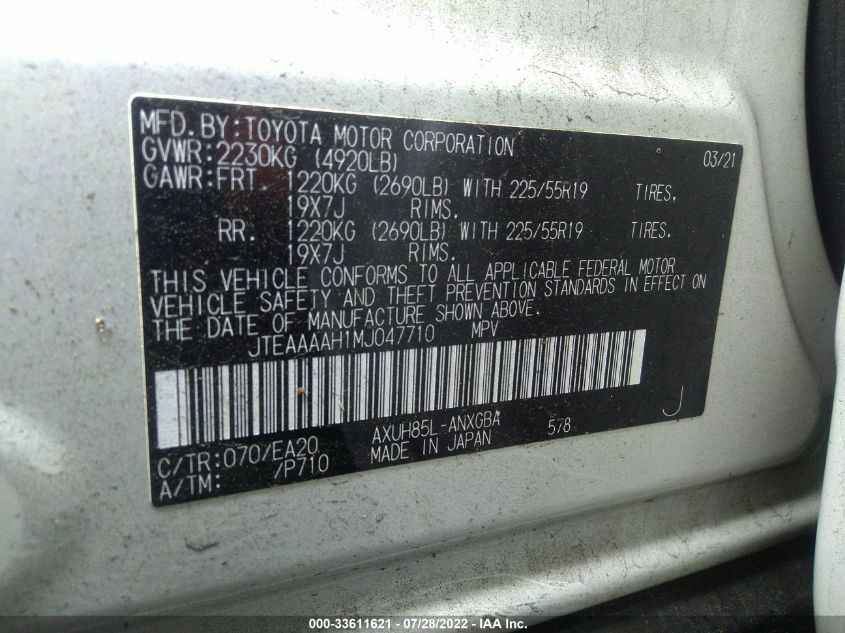 MFD.BY:TOYOTA MOTOR CORPORATION 03/21
GVWR:2230KG (4920LB)
GAWR:FRT. 1220KG (2690LB) WITH 225/55R19 TIRES,
19X7J RIMS.
RR. 1220KG (2690LB) WITH 225/55R19 TIRES,
19X7J RIMS.
THIS VEHICLE CONFORMS TO ALL APPLICABLE FEDERAL MOTOR
VEHICLE SAFETY AND THEFT PREVENTION STANDARDS IN EFFECT ON
THE DATE OF MANUFACTURE SHOWN ABOVE.
JTEAAAAH1MJ047710 MPV
J
C/TR:070/EA20 AXUH85L-ANXGBA 578
A/TM: /P710 MADE IN JAPAN
000-33611621 - 07/28/2022 - IAA Inc.